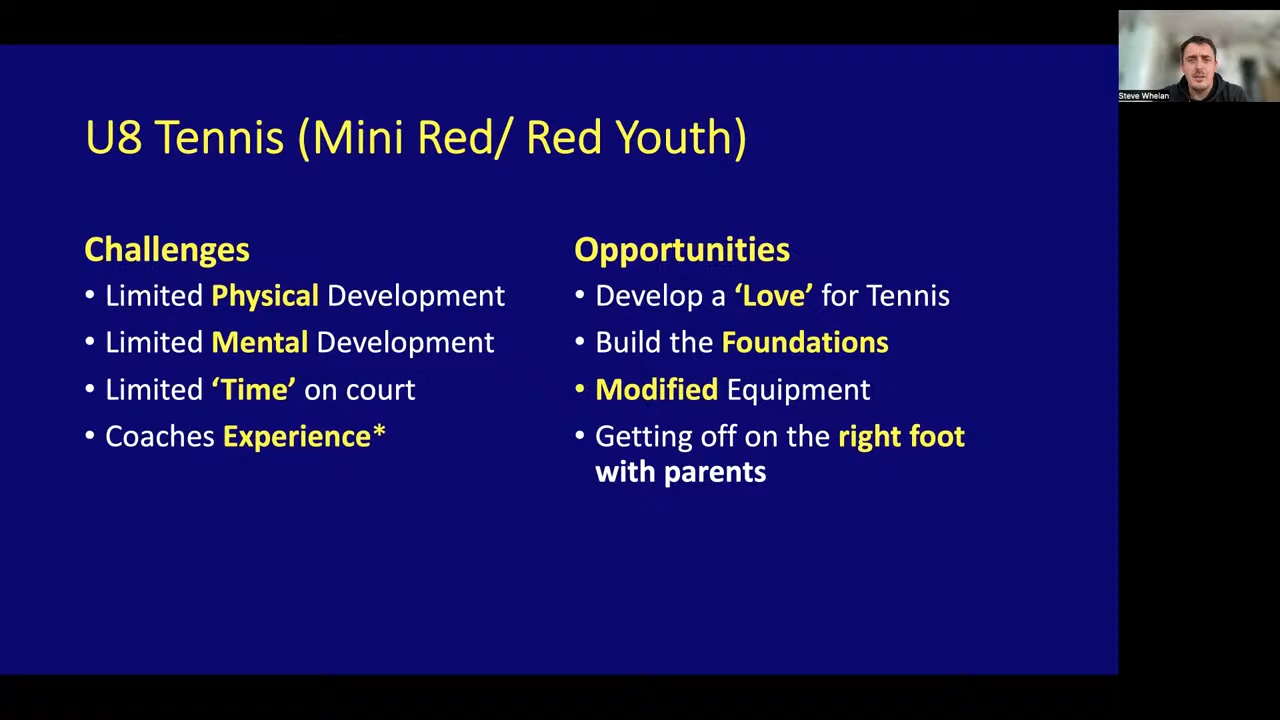 Steve Whelan
U8 Tennis (Mini Red/ Red Youth)
Challenges
• Limited Physical Development
• Limited Mental Development
• Limited ‘Time’ on court
• Coaches Experience*
Opportunities
• Develop a ‘Love’ for Tennis
• Build the Foundations
• Modified Equipment
• Getting off on the right foot
with parents